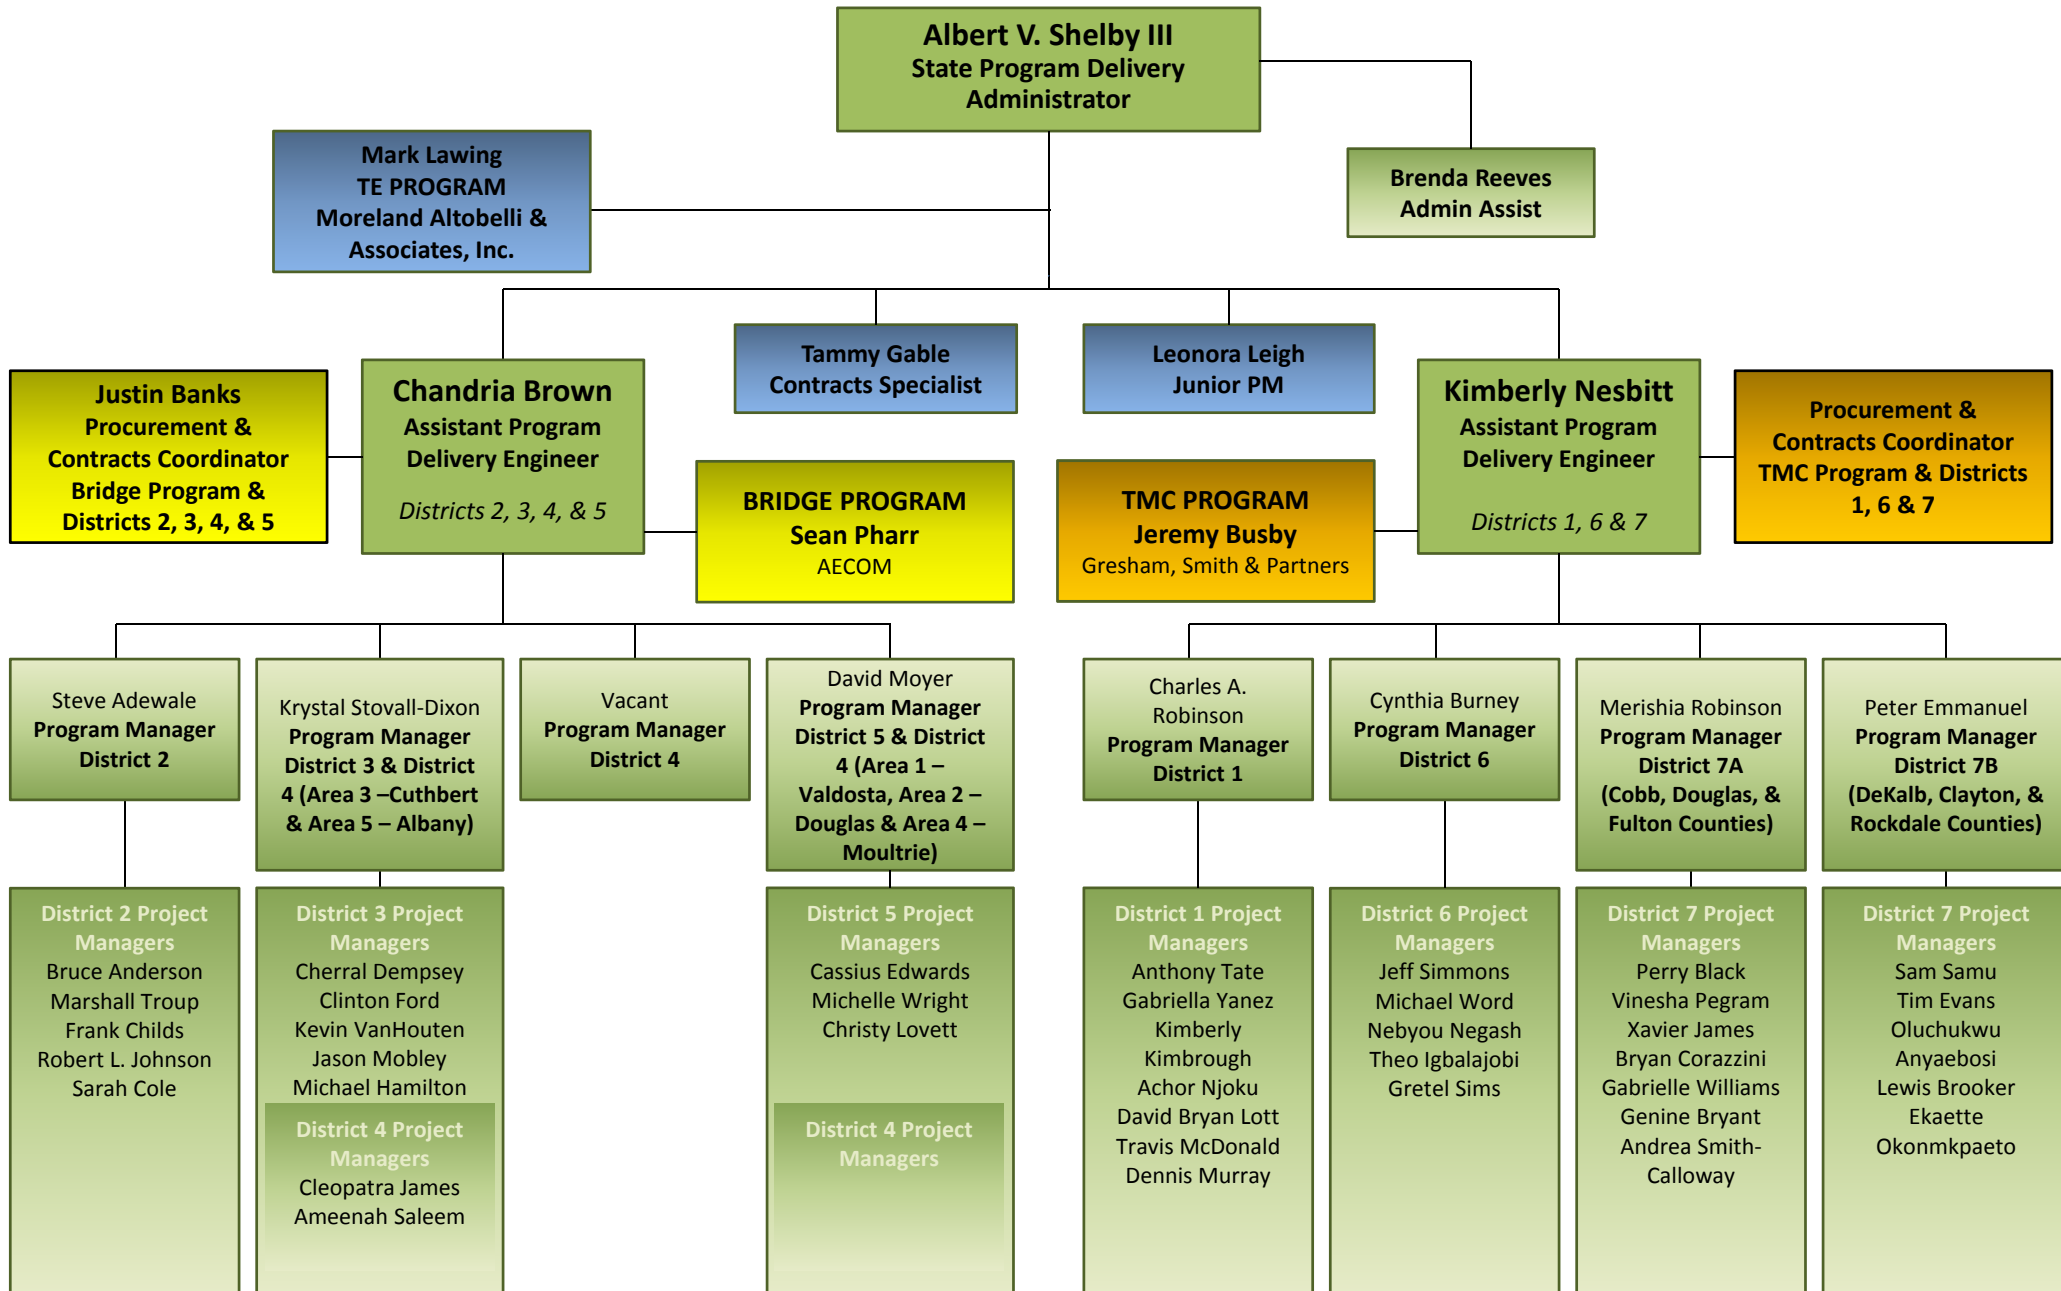 Albert V. Shelby III
State Program Delivery
Administrator
Mark Lawing
TE PROGRAM
Moreland Altobelli &
Associates, Inc.
Brenda Reeves
Admin Assist
Tammy Gable
Contracts Specialist
Leonora Leigh
Junior PM
Justin Banks
Procurement &
Contracts Coordinator
Bridge Program &
Districts 2, 3, 4, & 5
Chandria Brown
Assistant Program
Delivery Engineer
Districts 2, 3, 4, & 5
BRIDGE PROGRAM
Sean Pharr
AECOM
TMC PROGRAM
Jeremy Busby
Gresham, Smith & Partners
Kimberly Nesbitt
Assistant Program
Delivery Engineer
Districts 1, 6 & 7
Procurement &
Contracts Coordinator
TMC Program & Districts
1, 6 & 7
Steve Adewale
Program Manager
District 2
Krystal Stovall-Dixon
Program Manager
District 3 & District
4 (Area 3 –Cuthbert
& Area 5 – Albany)
Vacant
Program Manager
District 4
David Moyer
Program Manager
District 5 & District
4 (Area 1 –
Valdosta, Area 2 –
Douglas & Area 4 –
Moultrie)
Charles A.
Robinson
Program Manager
District 1
Cynthia Burney
Program Manager
District 6
Merishia Robinson
Program Manager
District 7A
(Cobb, Douglas, &
Fulton Counties)
Peter Emmanuel
Program Manager
District 7B
(DeKalb, Clayton, &
Rockdale Counties)
District 2 Project
Managers
Bruce Anderson
Marshall Troup
Frank Childs
Robert L. Johnson
Sarah Cole
District 3 Project
Managers
Cherral Dempsey
Clinton Ford
Kevin VanHouten
Jason Mobley
Michael Hamilton
District 4 Project
Managers
Cleopatra James
Ameenah Saleem
District 5 Project
Managers
Cassius Edwards
Michelle Wright
Christy Lovett
District 4 Project
Managers
District 1 Project
Managers
Anthony Tate
Gabriella Yanez
Kimberly
Kimbrough
Achor Njoku
David Bryan Lott
Travis McDonald
Dennis Murray
District 6 Project
Managers
Jeff Simmons
Michael Word
Nebyou Negash
Theo Igbalajobi
Gretel Sims
District 7 Project
Managers
Perry Black
Vinesha Pegram
Xavier James
Bryan Corazzini
Gabrielle Williams
Genine Bryant
Andrea Smith-
Calloway
District 7 Project
Managers
Sam Samu
Tim Evans
Oluchukwu
Anyaebosi
Lewis Brooker
Ekaette
Okonmkpaeto